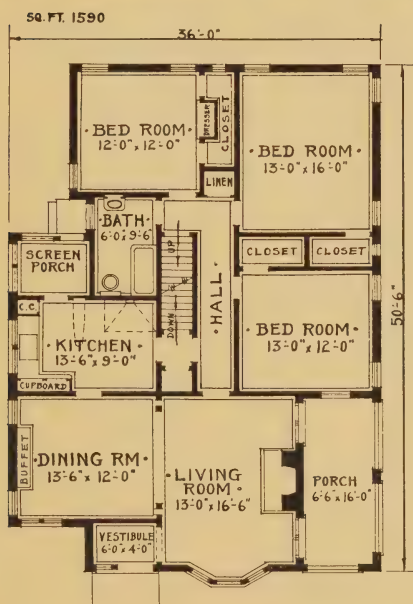 SQ. FT. 1590
36'-0"
BED ROOM
12'-0" x 12'-0"
DRESSER
CLOSET
BED ROOM
13'-0" x 16'-0"
LINEN
BATH
6'-0" x 9'-6"
UP
SCREEN
PORCH
CLOSET
CLOSET
HALL
50'-6"
C.C.
DOWN
KITCHEN
13'-6" x 9'-0"
BED ROOM
13'-0" x 12'-0"
CUPBOARD
BUFFET
DINING RM
13'-6" x 12'-0"
LIVING
ROOM
13'-0" x 16'-6"
PORCH
6'-6" x 16'-0"
VESTIBULE
6'-0" x 4'-0"